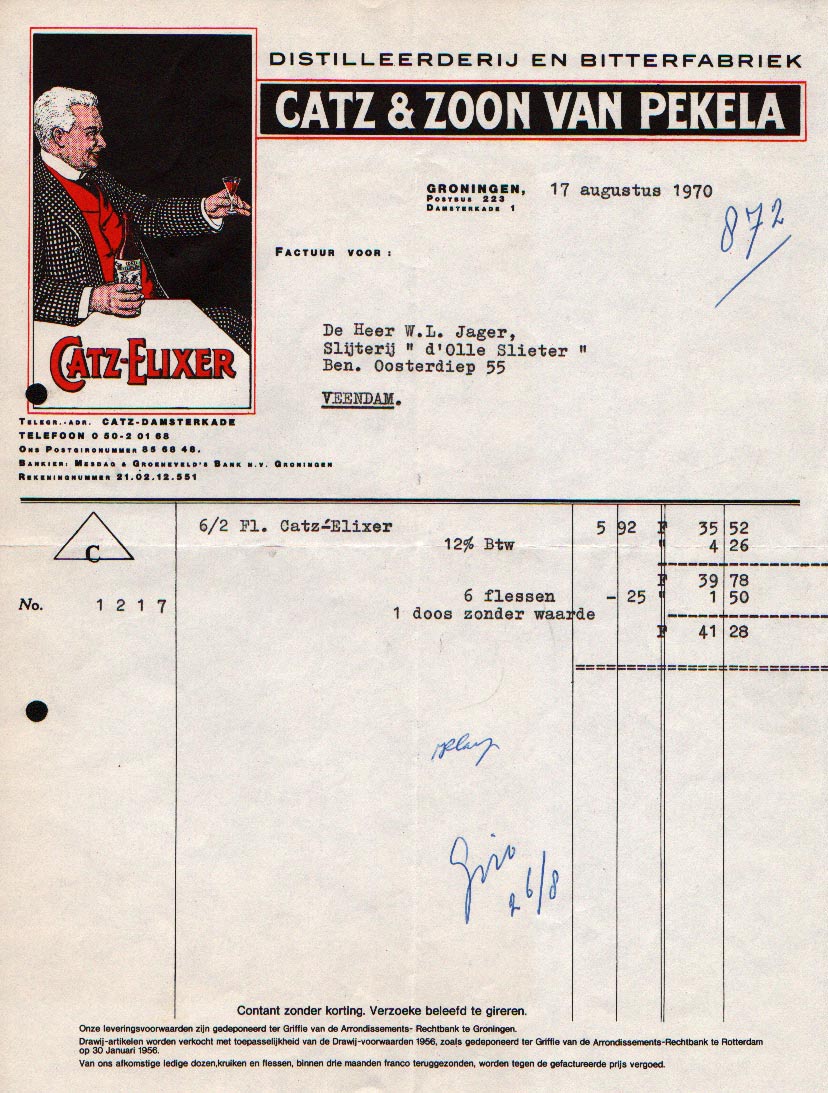 DISTILLEERDERIJ EN BITTERFABRIEK
CATZ & ZOON VAN PEKELA
GRONINGEN, 17 augustus 1970
POSTBUS 223
DAMSTERKADE 1
872
FACTUUR VOOR :
De Heer W.L. Jager,
Slijterij " d'Olle Slieter "
Ben. Oosterdiep 55
VEENDAM.
CATZ-ELIXER
TELEGR.-ADR. CATZ-DAMSTERKADE
TELEFOON 0 50-2 01 68
ONS POSTGIRONUMMER 85 68 48.
BANKIER: MESDAG & GROENEVELD'S BANK N.V. GRONINGEN
REKENINGNUMMER 21.02.12.551
C
6/2 Fl. Catz-Elixer 5 92 F 35 52
12% Btw " 4 26
F 39 78
No. 1 2 1 7
6 flessen - 25 " 1 50
1 doos zonder waarde
F 41 28
Giro
26/8
Contant zonder korting. Verzoeke beleefd te gireren.
Onze leveringsvoorwaarden zijn gedeponeerd ter Griffie van de Arrondissements- Rechtbank te Groningen.
Drawij-artikelen worden verkocht met toepasselijkheid van de Drawij-voorwaarden 1956, zoals gedeponeerd ter Griffie van de Arrondissements-Rechtbank te Rotterdam
op 30 Januari 1956.
Van ons afkomstige ledige dozen,kruiken en flessen, binnen drie maanden franco teruggezonden, worden tegen de gefactureerde prijs vergoed.